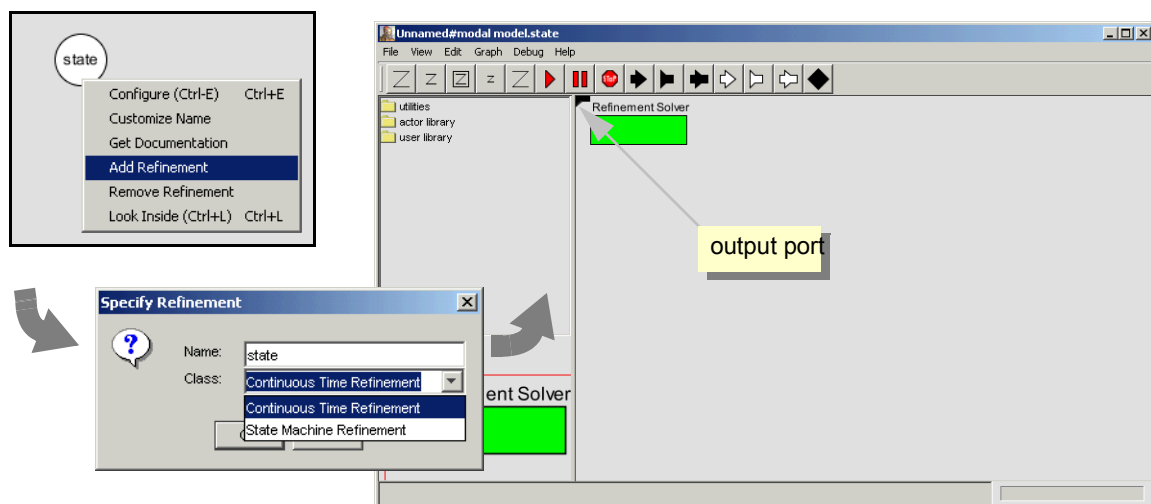 state
Configure (Ctrl-E) Ctrl+E
Customize Name
Get Documentation
Add Refinement
Remove Refinement
Look Inside (Ctrl+L) Ctrl+L
Unnamed#modal model.state
File View Edit Graph Debug Help
STOP
utilities
actor library
user library
Refinement Solver
output port
Specify Refinement
?
Name: state
Class: Continuous Time Refinement
Continuous Time Refinement
State Machine Refinement
ent Solver